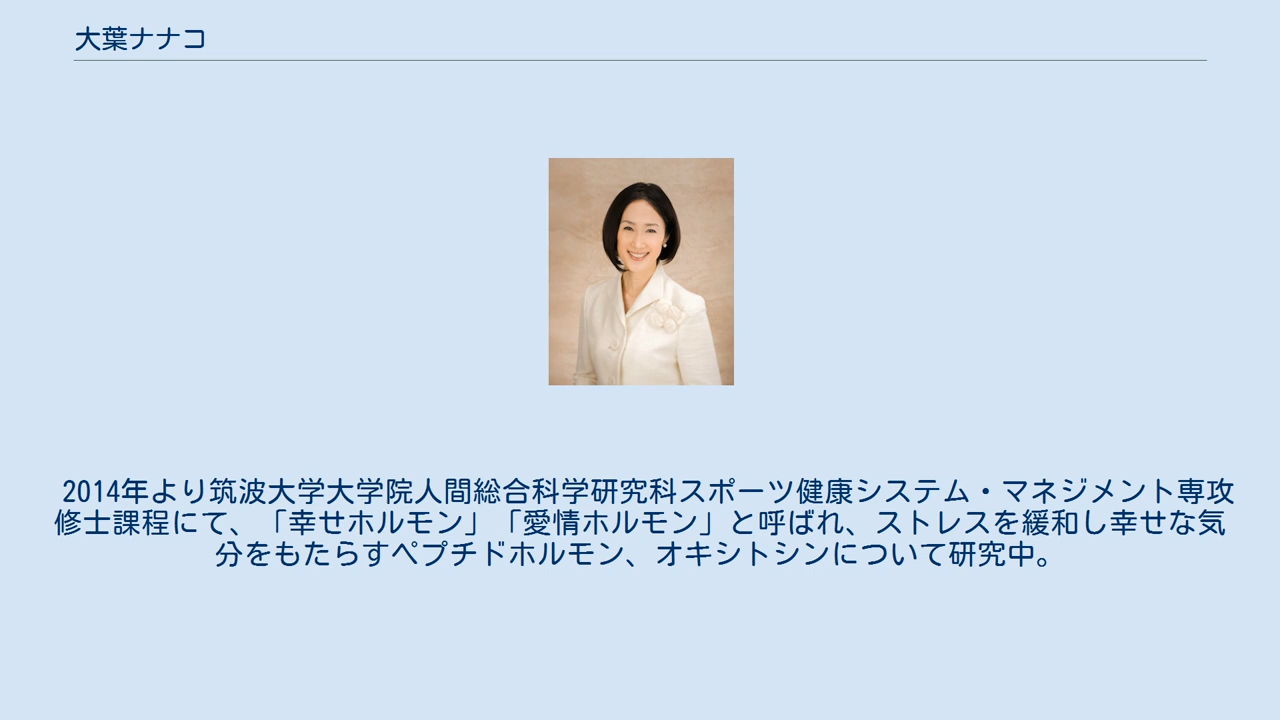 大葉ナナコ
2014年より筑波大学大学院人間総合科学研究科スポーツ健康システム・マネジメント専攻
修士課程にて、「幸せホルモン」「愛情ホルモン」と呼ばれ、ストレスを緩和し幸せな気
分をもたらすペプチドホルモン、オキシトシンについて研究中。